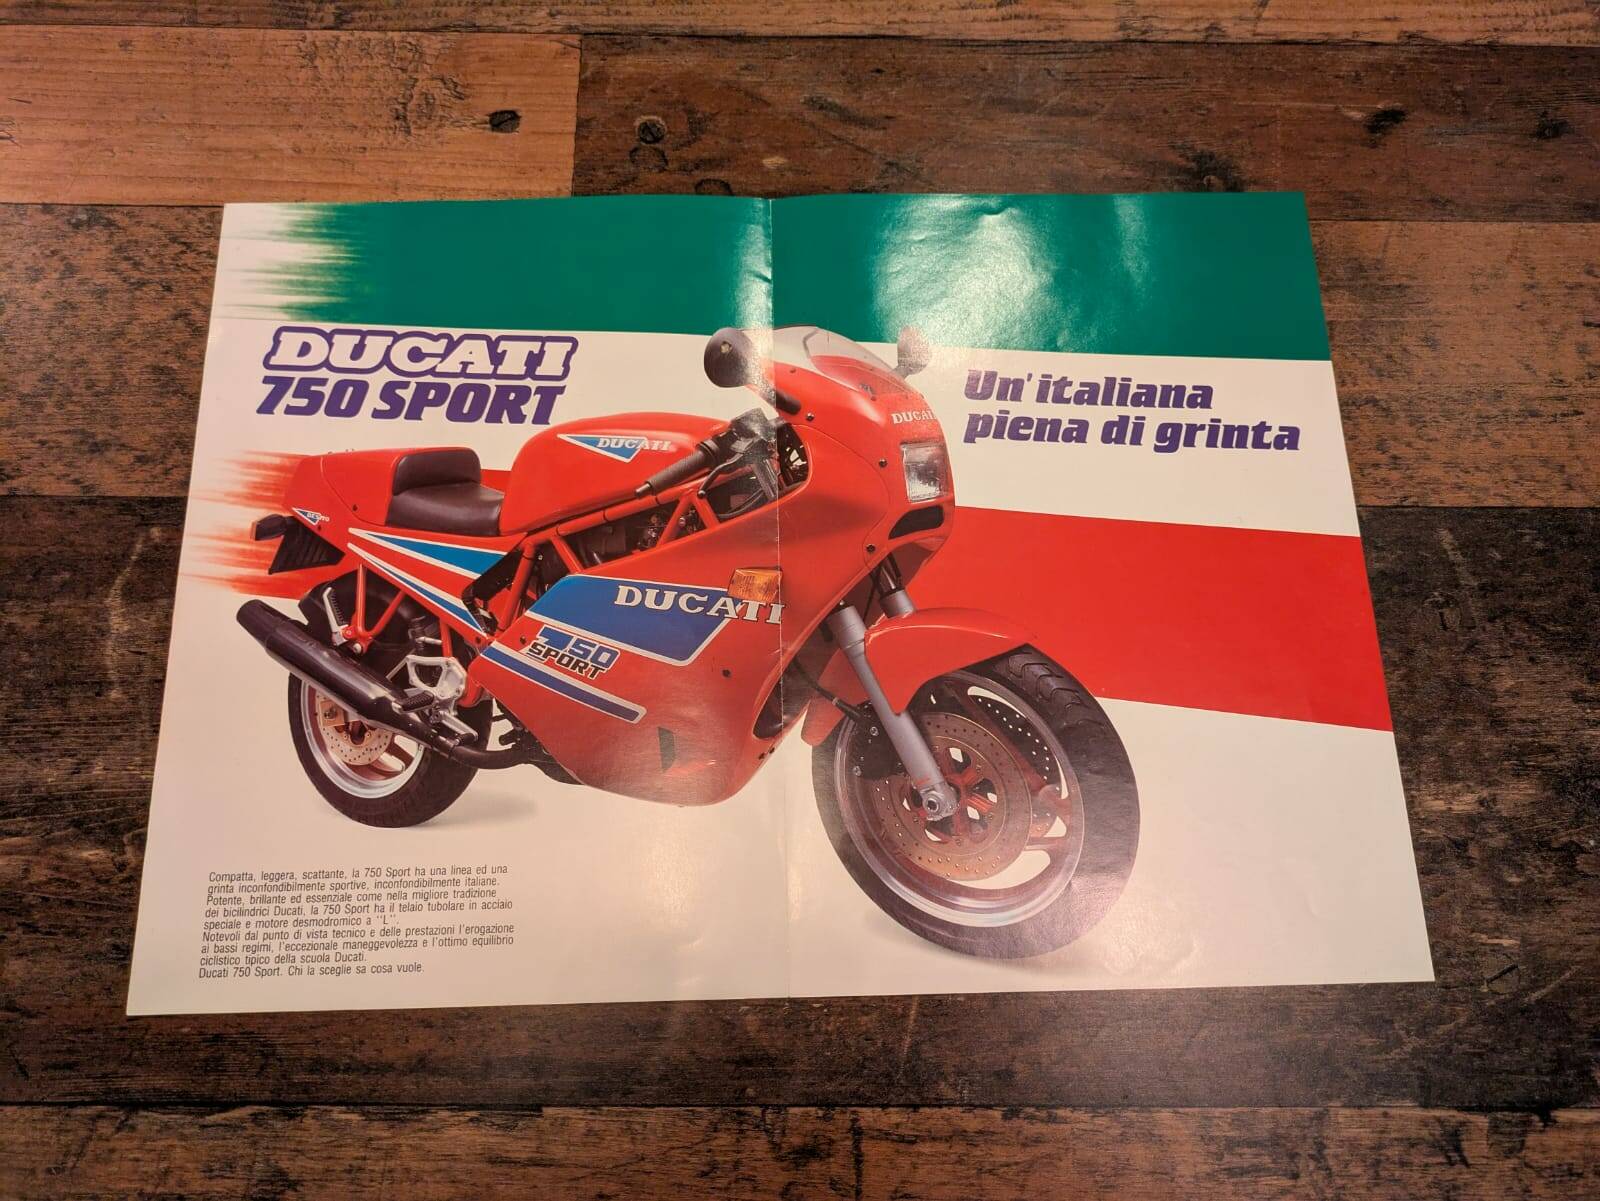 DUCATI
750 SPORT
Un'italiana
piena di grinta
DUCATI
DUCATI
DESMO
DUCATI
750
SPORT
Compatta, leggera, scattante, la 750 Sport ha una linea ed una
grinta inconfondibilmente sportive, inconfondibilmente italiane.
Potente, brillante ed essenziale come nella migliore tradizione
dei bicilindrici Ducati, la 750 Sport ha il telaio tubolare in acciaio
speciale e motore desmodromico a "L".
Notevoli dal punto di vista tecnico e delle prestazioni l'erogazione
ai bassi regimi, l'eccezionale maneggevolezza e l'ottimo equilibrio
ciclistico tipico della scuola Ducati.
Ducati 750 Sport. Chi la sceglie sa cosa vuole.